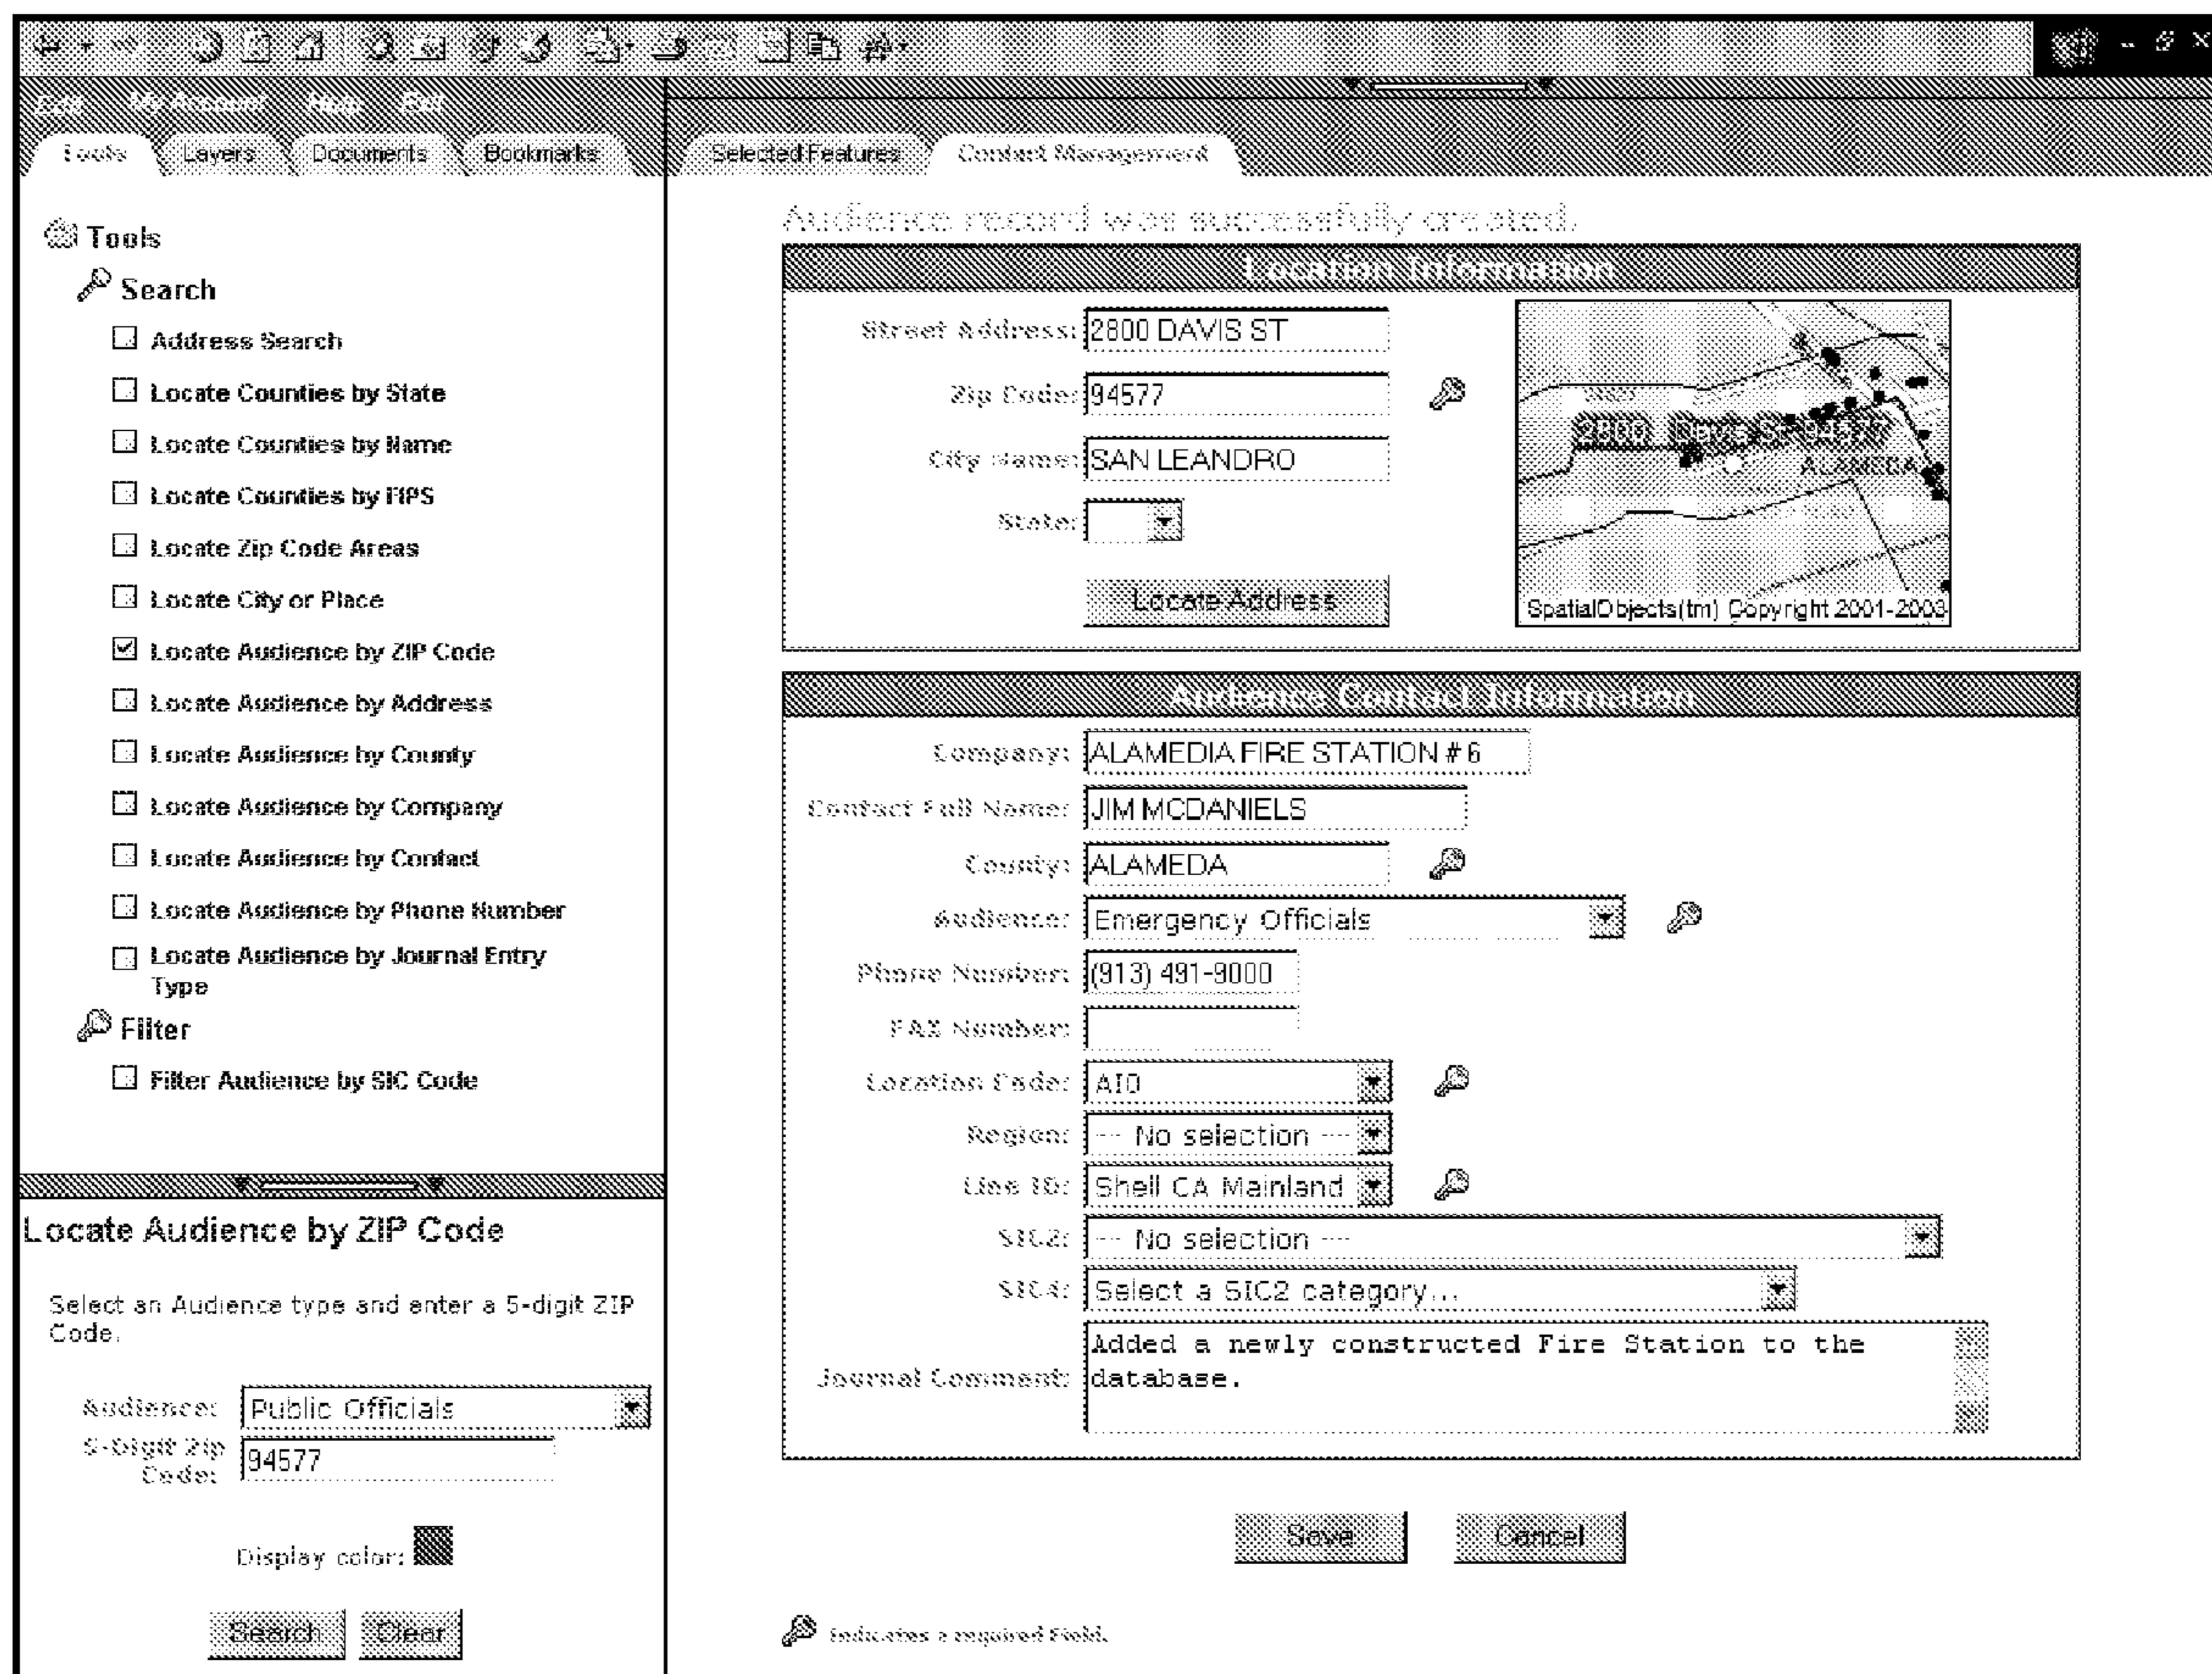 Edit My Account Help Exit
Tools Layers Documents Bookmarks
Selected Features Contact Management
Tools
Search
Address Search
Locate Counties by State
Locate Counties by Name
Locate Counties by FIPS
Locate Zip Code Areas
Locate City or Place
Locate Audience by ZIP Code
Locate Audience by Address
Locate Audience by County
Locate Audience by Company
Locate Audience by Contact
Locate Audience by Phone Number
Locate Audience by Journal Entry
Type
Filter
Filter Audience by SIC Code
Locate Audience by ZIP Code
Select an Audience type and enter a 5-digit ZIP
Code.
Audience: Public Officials
5-Digit Zip
Code: 94577
Display color:
Search Clear
Audience record was successfully created.
Location Information
Street Address: 2800 DAVIS ST
Zip Code: 94577
City Name: SAN LEANDRO
State:
Locate Address
2800 Davis St 94577
ALAMEDA
SpatialObjects(tm) Copyright 2001-2003
Audience Contact Information
Company: ALAMEDIA FIRE STATION # 6
Contact Full Name: JIM MCDANIELS
County: ALAMEDA
Audience: Emergency Officials
Phone Number: (913) 491-9000
FAX Number:
Location Code:
Region: --- No selection ---
Line ID: Shell CA Mainland
SIC2: --- No selection ---
SIC4: Select a SIC2 category...
Journal Comment: Added a newly constructed Fire Station to the
database.
Save Cancel
Indicates a required Field.